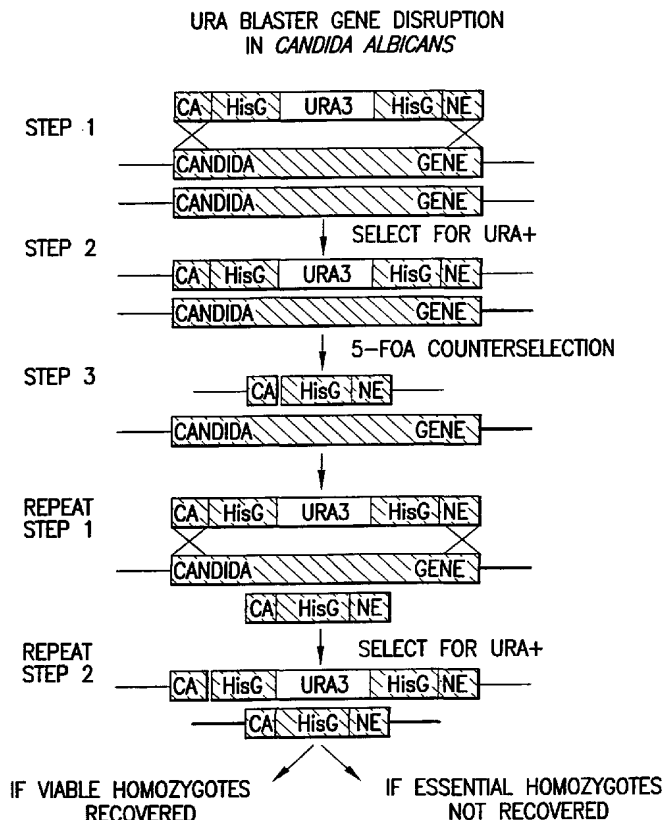 URA BLASTER GENE DISRUPTION
IN CANDIDA ALBICANS
CA HisG URA3 HisG NE
STEP 1
CANDIDA GENE
CANDIDA GENE
SELECT FOR URA+
STEP 2
CA HisG URA3 HisG NE
CANDIDA GENE
5-FOA COUNTERSELECTION
STEP 3
CA HisG NE
CANDIDA GENE
REPEAT
STEP 1
CA HisG URA3 HisG NE
CANDIDA GENE
CA HisG NE
SELECT FOR URA+
REPEAT
STEP 2
CA HisG URA3 HisG NE
CA HisG NE
IF VIABLE HOMOZYGOTES
RECOVERED
IF ESSENTIAL HOMOZYGOTES
NOT RECOVERED